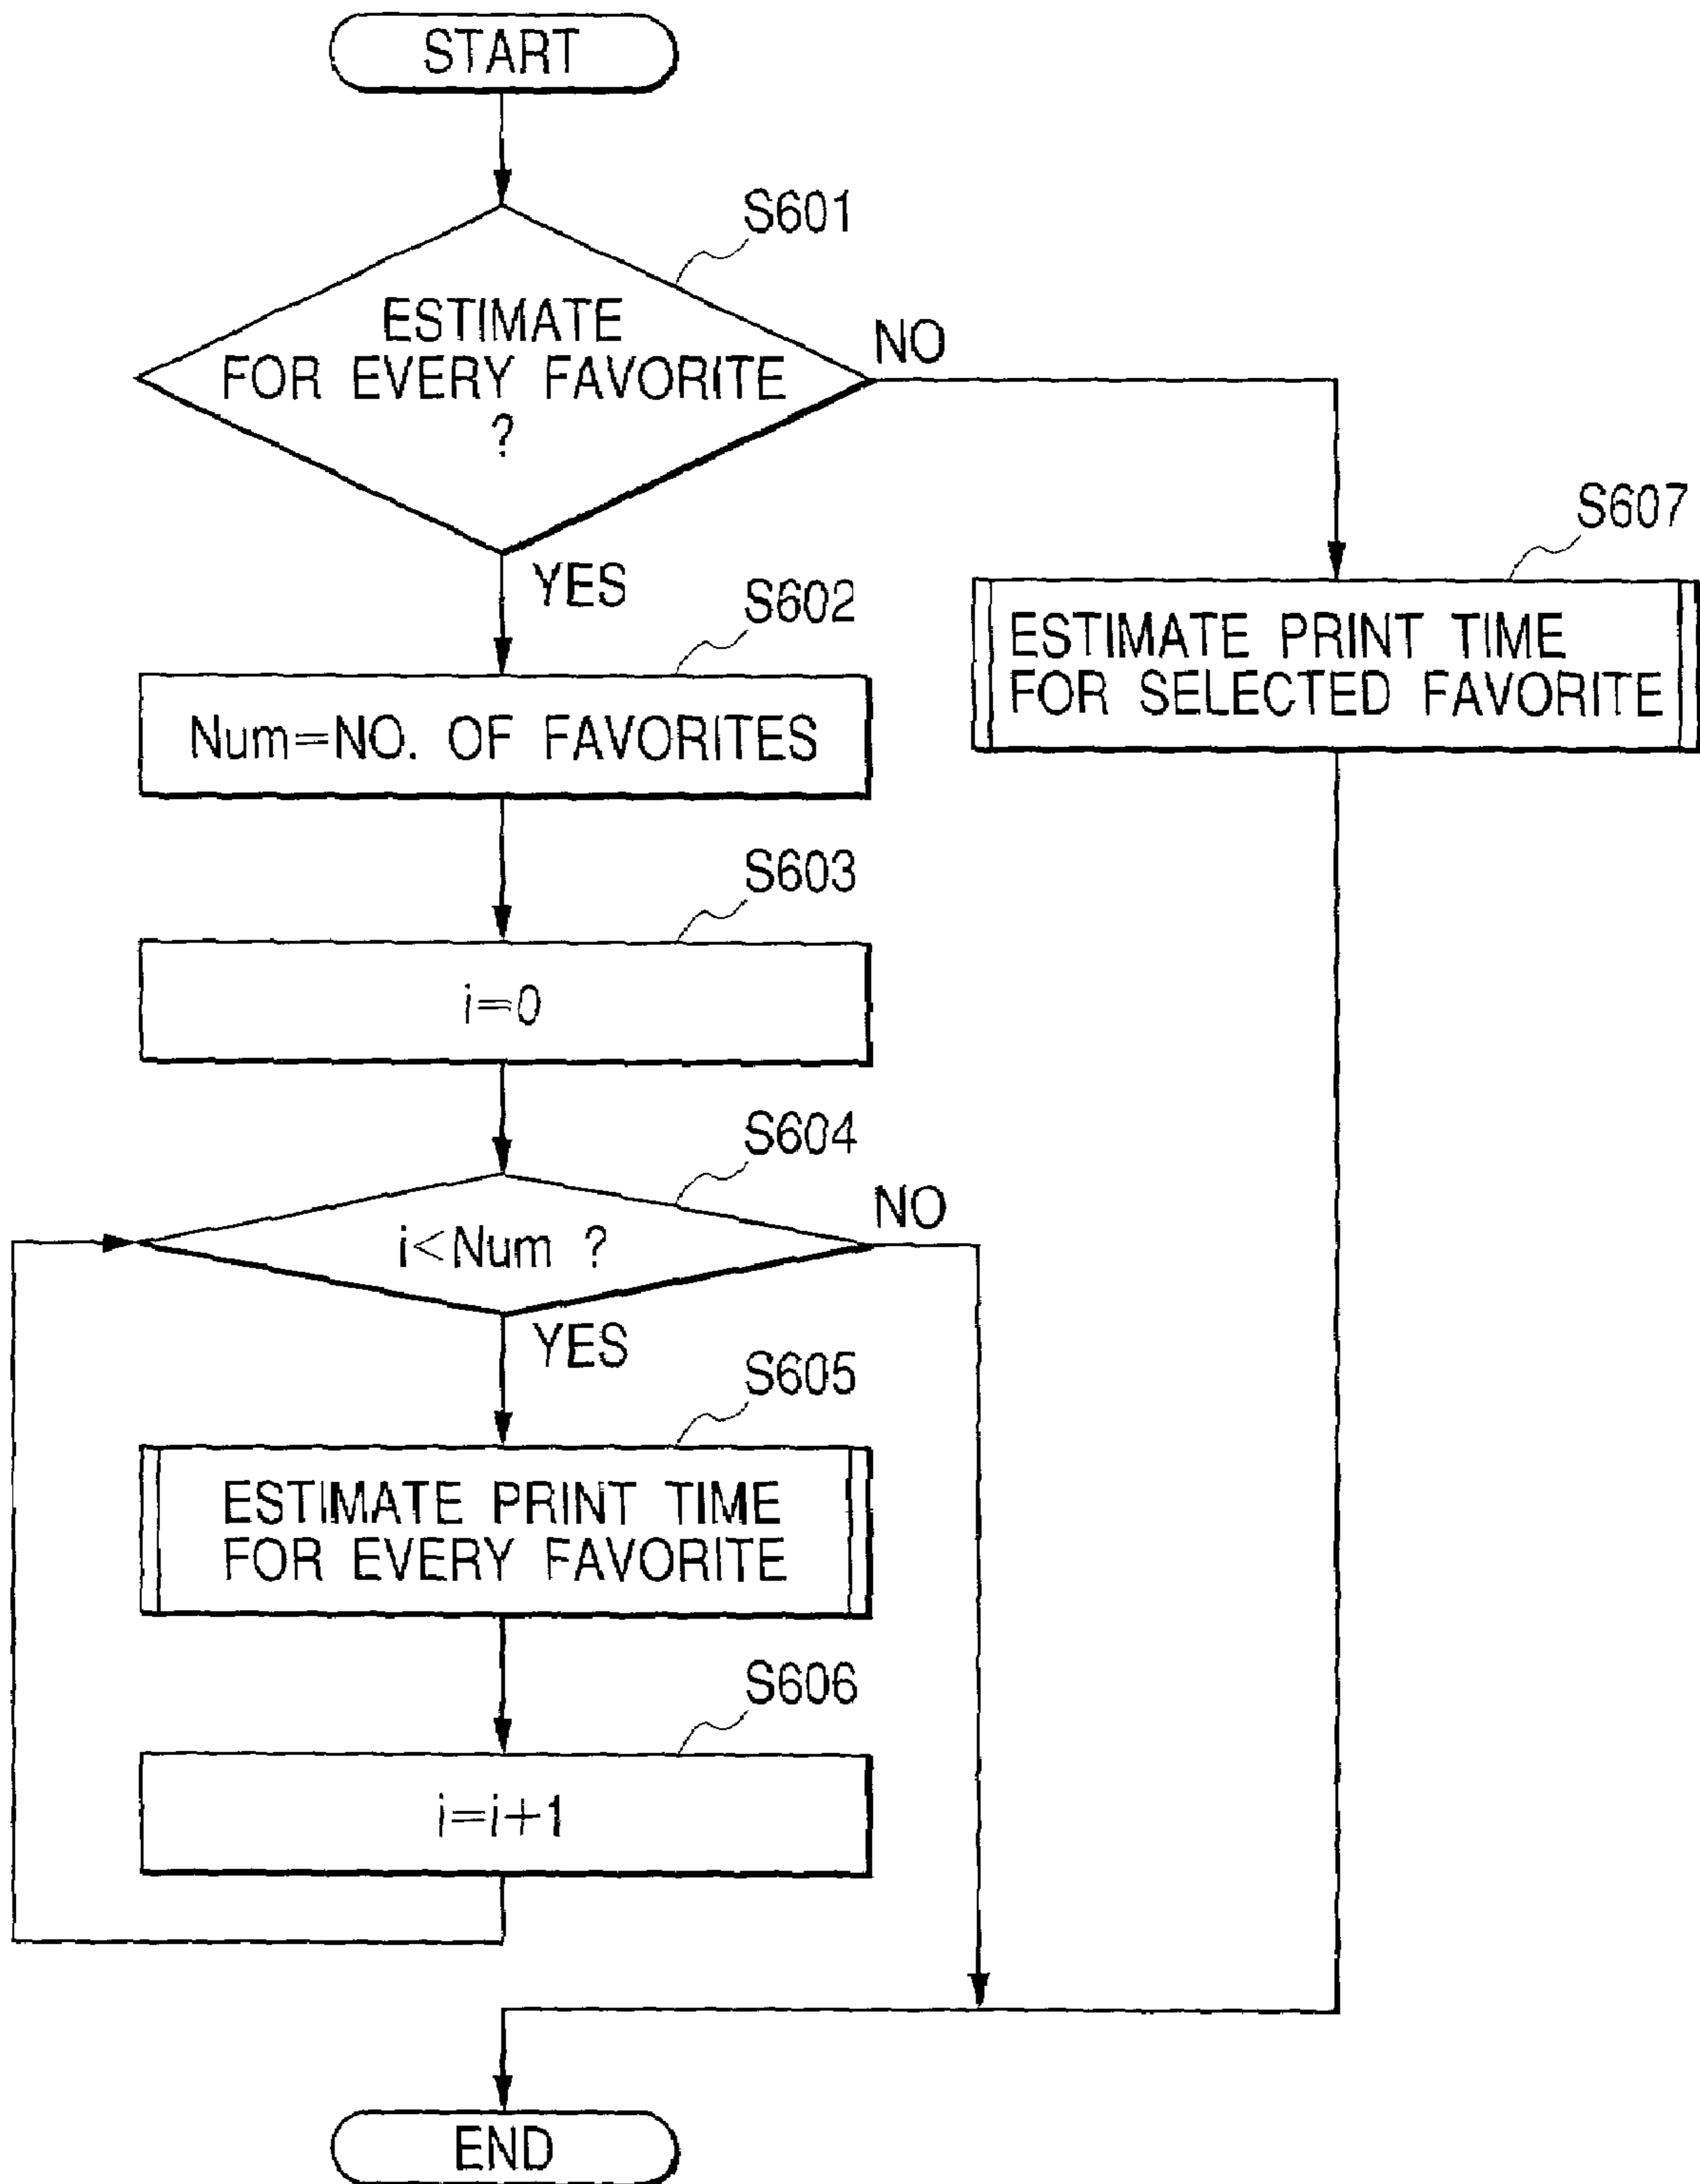 START
S601
ESTIMATE
FOR EVERY FAVORITE
?
NO
YES
S607
ESTIMATE PRINT TIME
FOR SELECTED FAVORITE
S602
Num=NO. OF FAVORITES
S603
i=0
S604
i<Num ?
NO
YES
S605
ESTIMATE PRINT TIME
FOR EVERY FAVORITE
S606
i=i+1
END